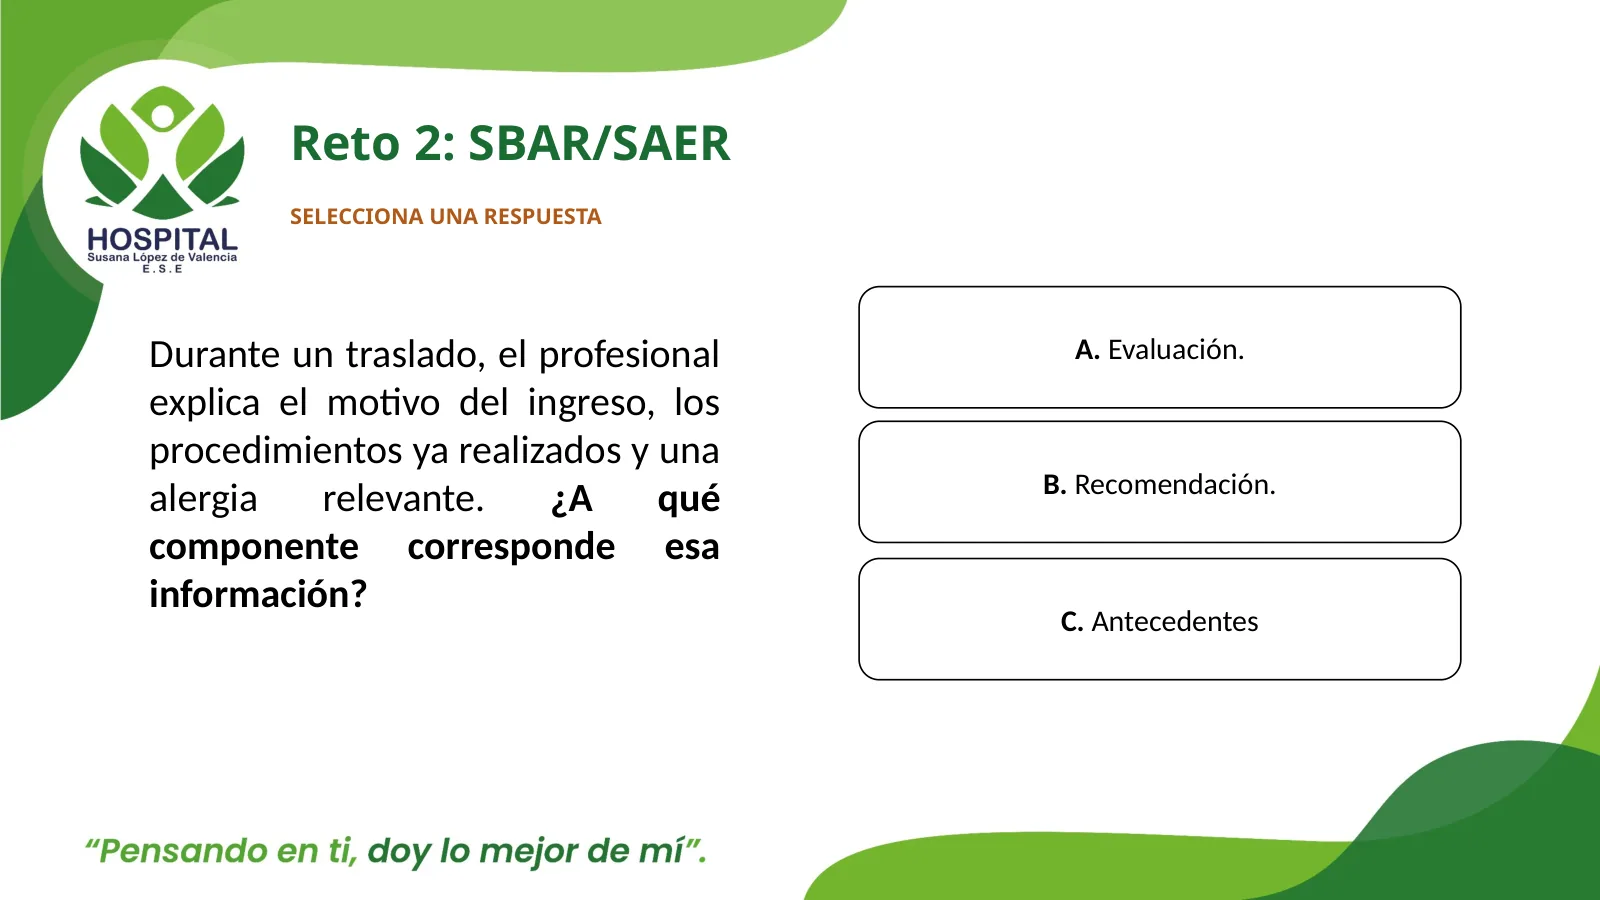 HOSPITAL
Susana López de Valencia
E.S.E
Reto 2: SBAR/SAER
SELECCIONA UNA RESPUESTA
Durante un traslado, el profesional
explica el motivo del ingreso, los
procedimientos ya realizados y una
alergia relevante. ¿A qué
componente corresponde esa
información?
A. Evaluación.
B. Recomendación.
C. Antecedentes
“Pensando en ti, doy lo mejor de mí”.